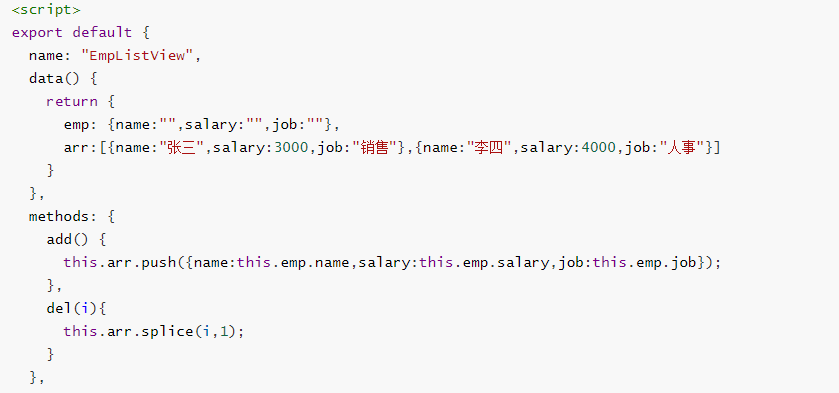 <script>
export default {
  name: "EmpListView",
  data() {
    return {
      emp: {name:"",salary:"",job:""},
      arr:[{name:"张三",salary:3000,job:"销售"},{name:"李四",salary:4000,job:"人事"}]
    }
  },
  methods: {
    add() {
      this.arr.push({name:this.emp.name,salary:this.emp.salary,job:this.emp.job});
    },
    del(i){
      this.arr.splice(i,1);
    }
  },